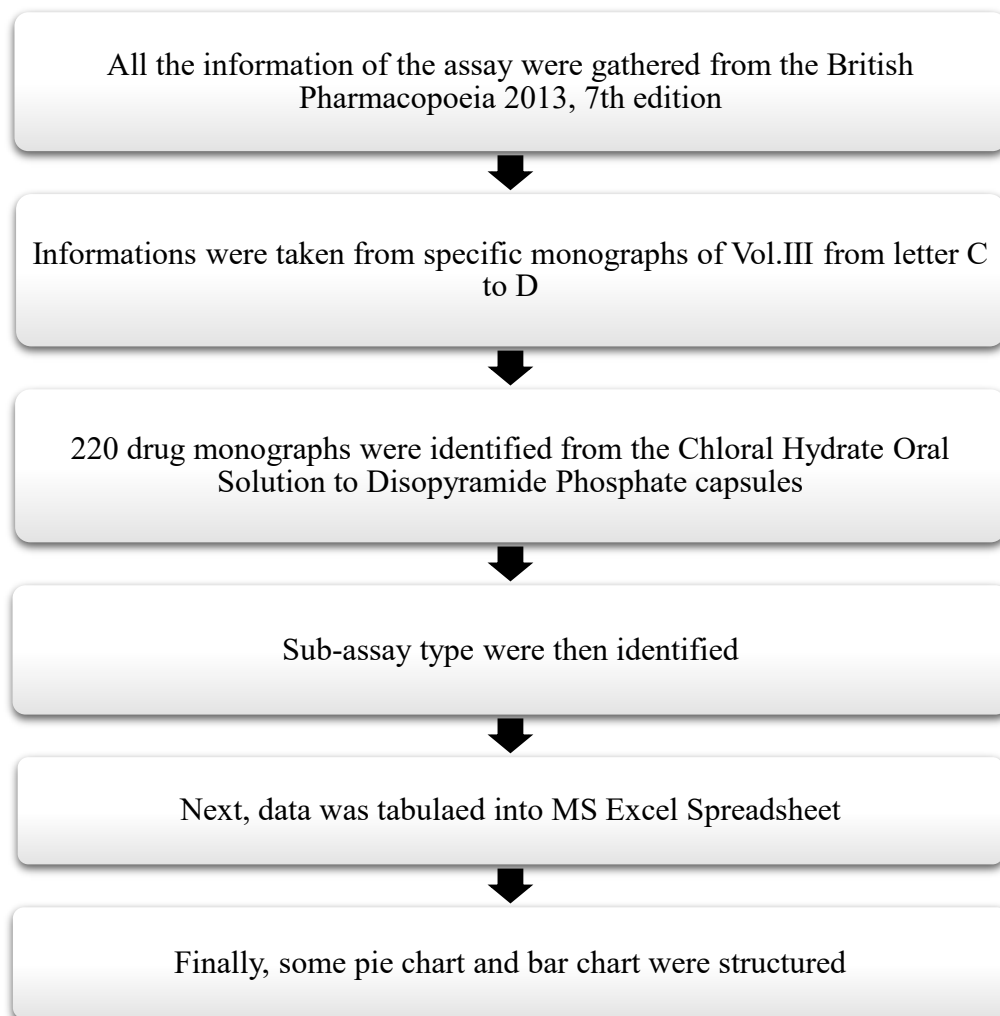 All the information of the assay were gathered from the British
Pharmacopoeia 2013, 7th edition
Informations were taken from specific monographs of Vol.III from letter C
to D
220 drug monographs were identified from the Chloral Hydrate Oral
Solution to Disopyramide Phosphate capsules
Sub-assay type were then identified
Next, data was tabulaed into MS Excel Spreadsheet
Finally, some pie chart and bar chart were structured